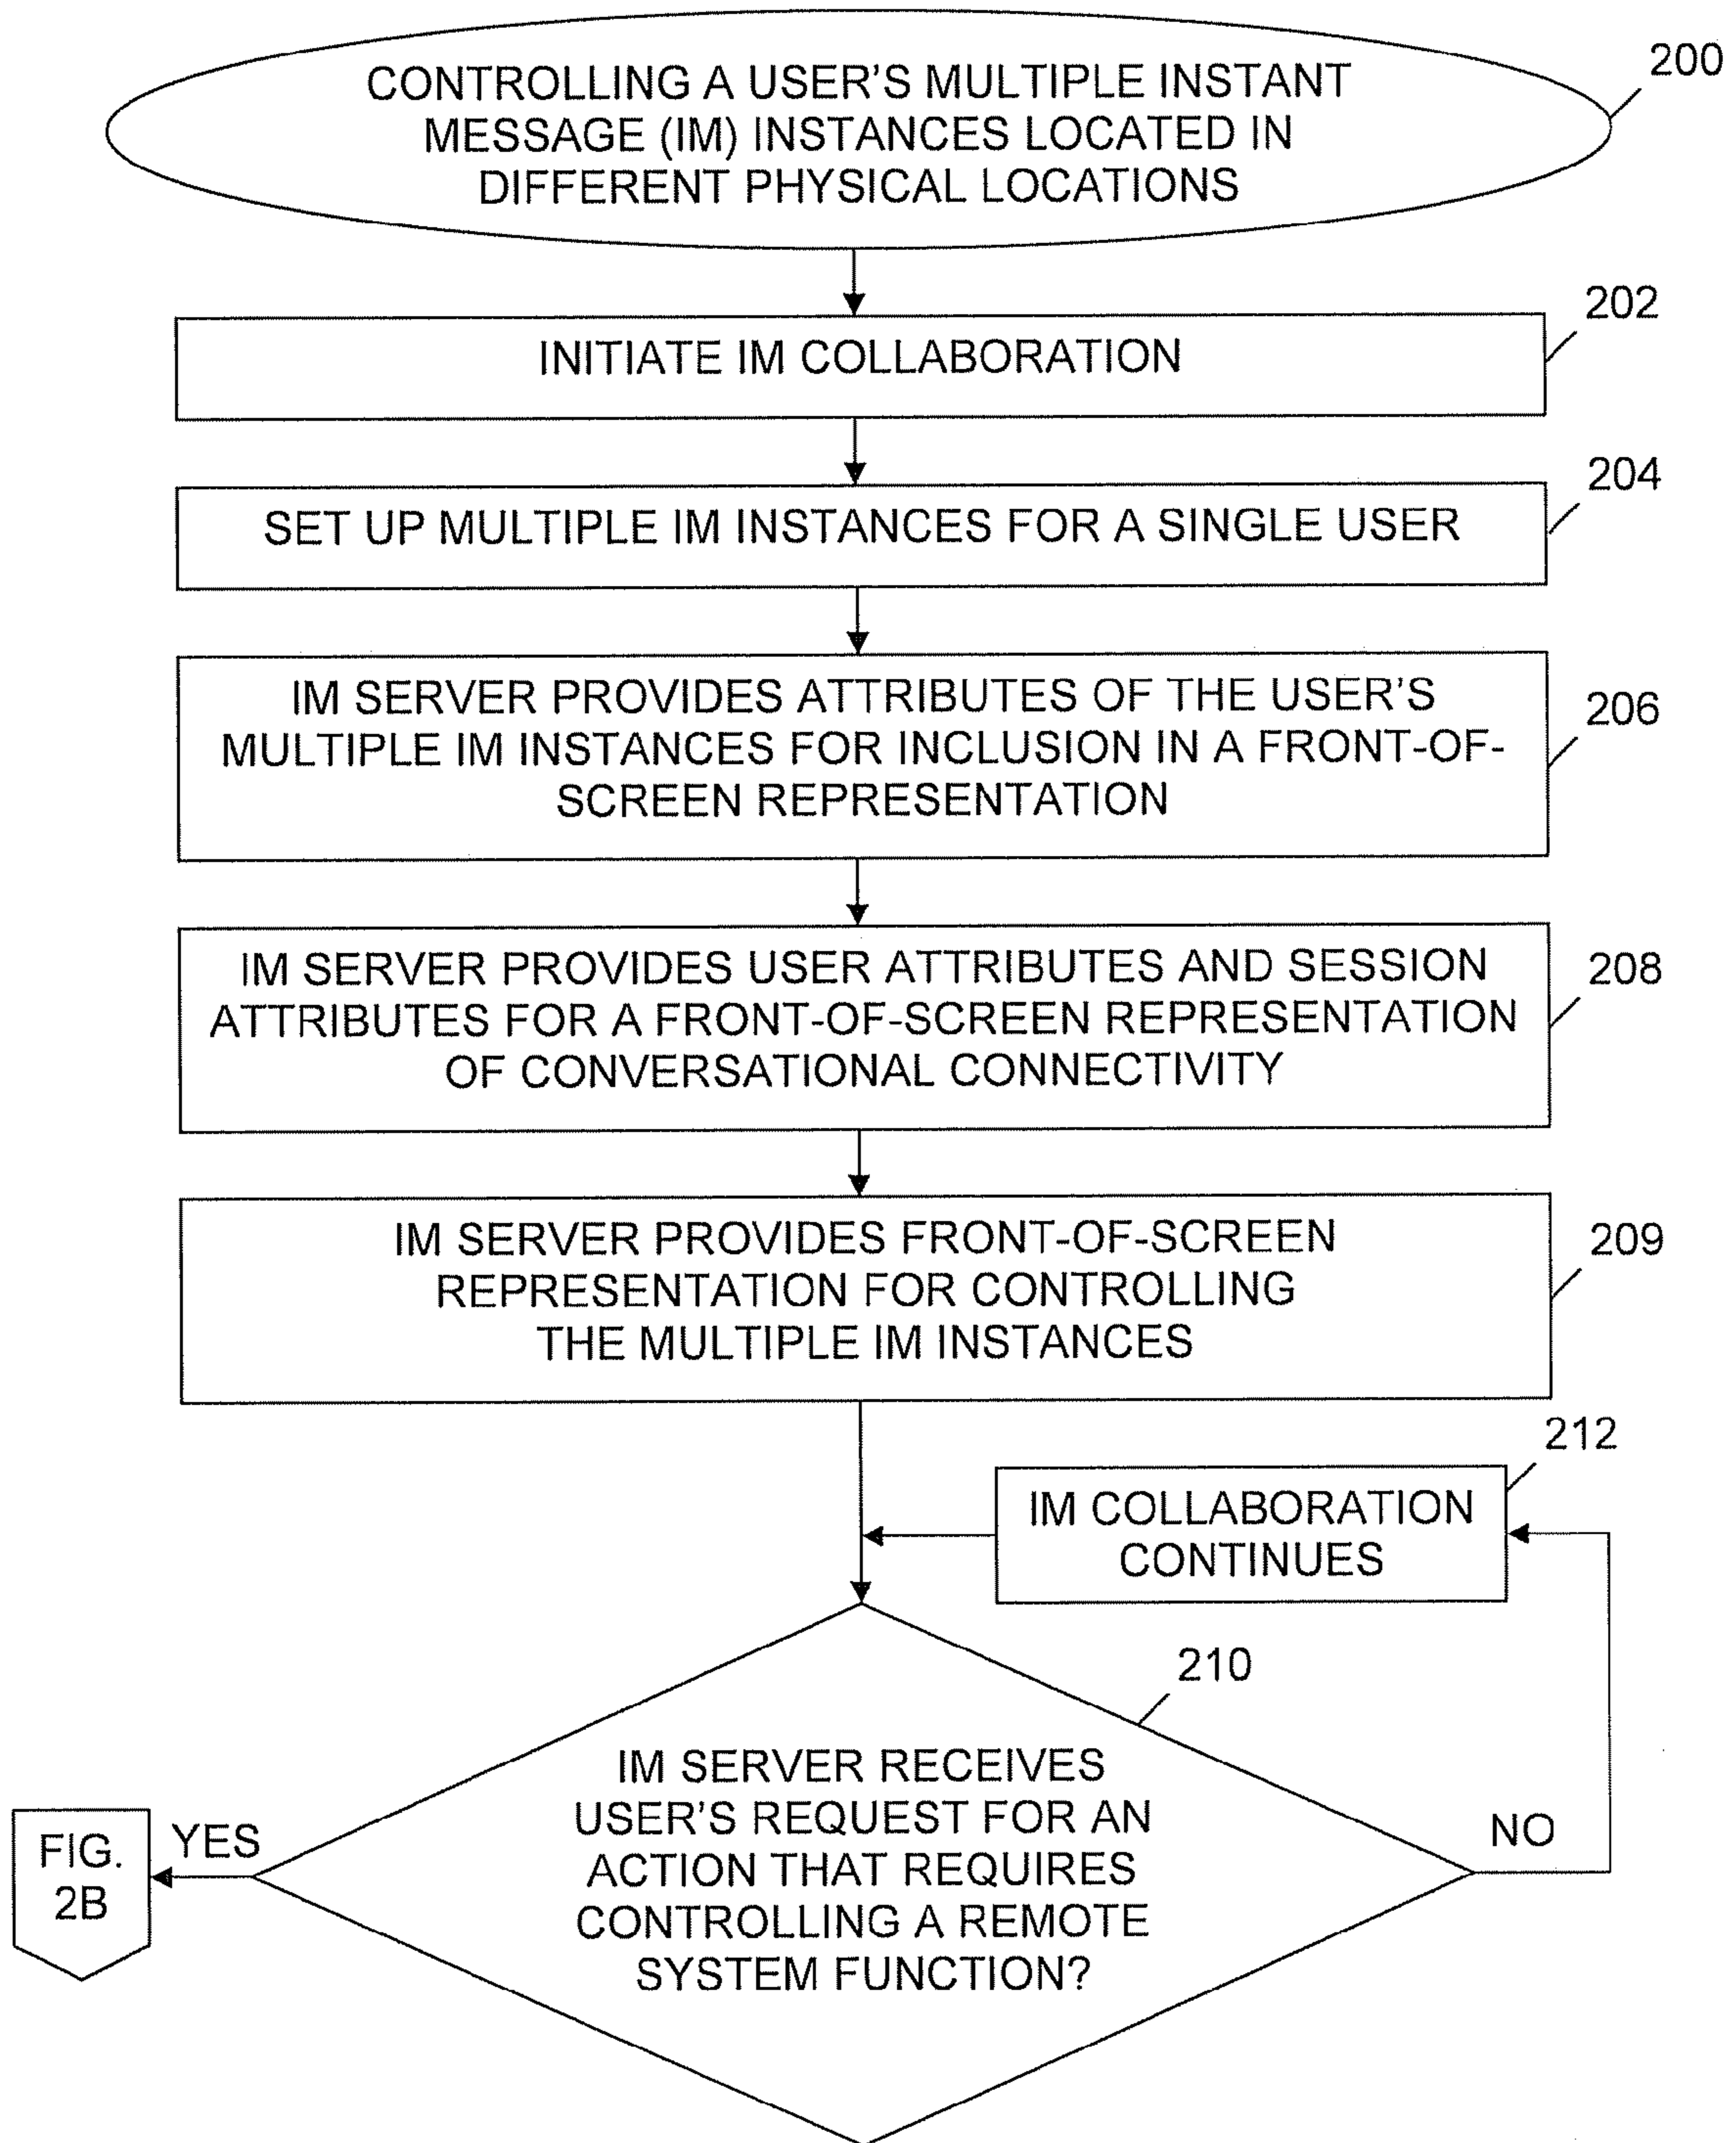 CONTROLLING A USER'S MULTIPLE INSTANT
MESSAGE (IM) INSTANCES LOCATED IN
DIFFERENT PHYSICAL LOCATIONS
200
202
INITIATE IM COLLABORATION
204
SET UP MULTIPLE IM INSTANCES FOR A SINGLE USER
IM SERVER PROVIDES ATTRIBUTES OF THE USER'S
MULTIPLE IM INSTANCES FOR INCLUSION IN A FRONT-OF-
SCREEN REPRESENTATION
206
IM SERVER PROVIDES USER ATTRIBUTES AND SESSION
ATTRIBUTES FOR A FRONT-OF-SCREEN REPRESENTATION
OF CONVERSATIONAL CONNECTIVITY
208
IM SERVER PROVIDES FRONT-OF-SCREEN
REPRESENTATION FOR CONTROLLING
THE MULTIPLE IM INSTANCES
209
212
IM COLLABORATION
CONTINUES
210
IM SERVER RECEIVES
USER'S REQUEST FOR AN
ACTION THAT REQUIRES
CONTROLLING A REMOTE
SYSTEM FUNCTION?
NO
YES
FIG.
2B